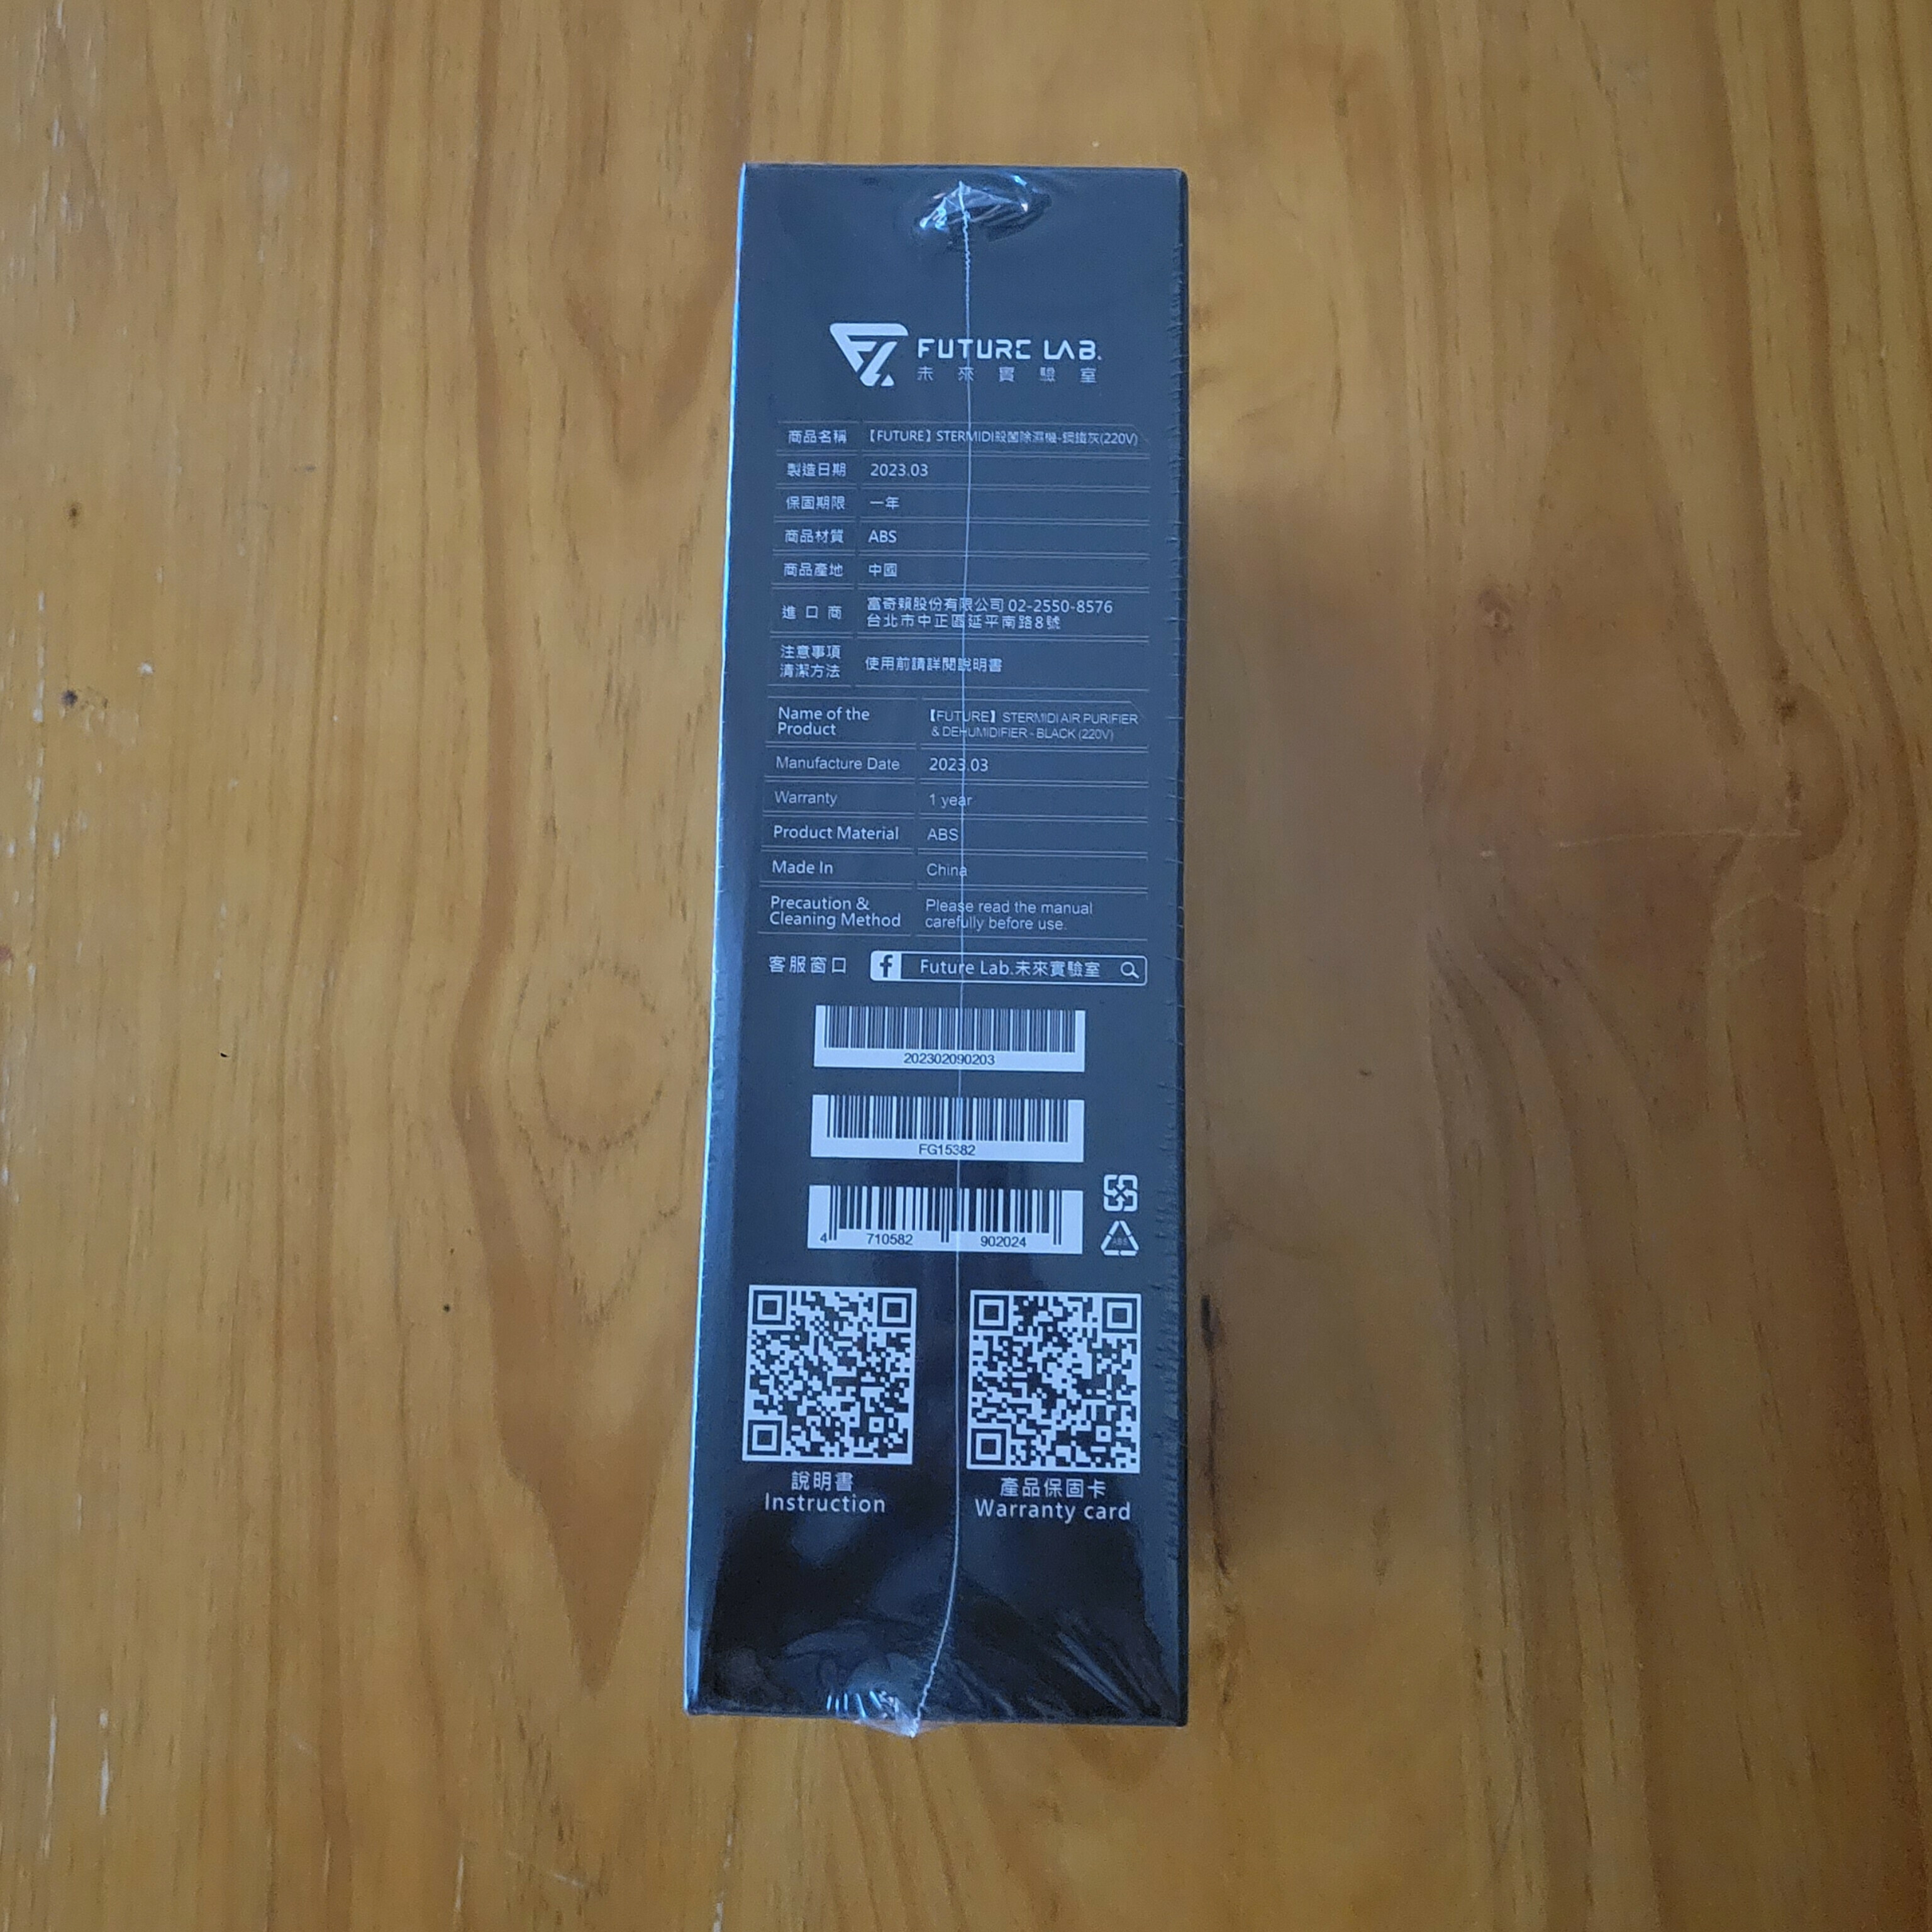 FUTURE LAB.
未來實驗室
商品名稱 【FUTURE】STERMIDI殺菌除濕機-鋼鐵灰(220V)
製造日期 2023.03
保固期限 一年
商品材質 ABS
商品產地 中國
進口商 富奇賴股份有限公司 02-2550-8576
台北市中正區延平南路8號
注意事項
清潔方法 使用前請詳閱說明書
Name of the
Product
【FUTURE】STERMIDI AIR PURIFIER
& DEHUMIDIFIER - BLACK (220V)
Manufacture Date 2023.03
Warranty 1 year
Product Material ABS
Made In China
Precaution &
Cleaning Method
Please read the manual
carefully before use.
客服窗口 f Future Lab.未來實驗室
202302090203
FG15382
4 710582 902024
ABS
說明書
Instruction
產品保固卡
Warranty card